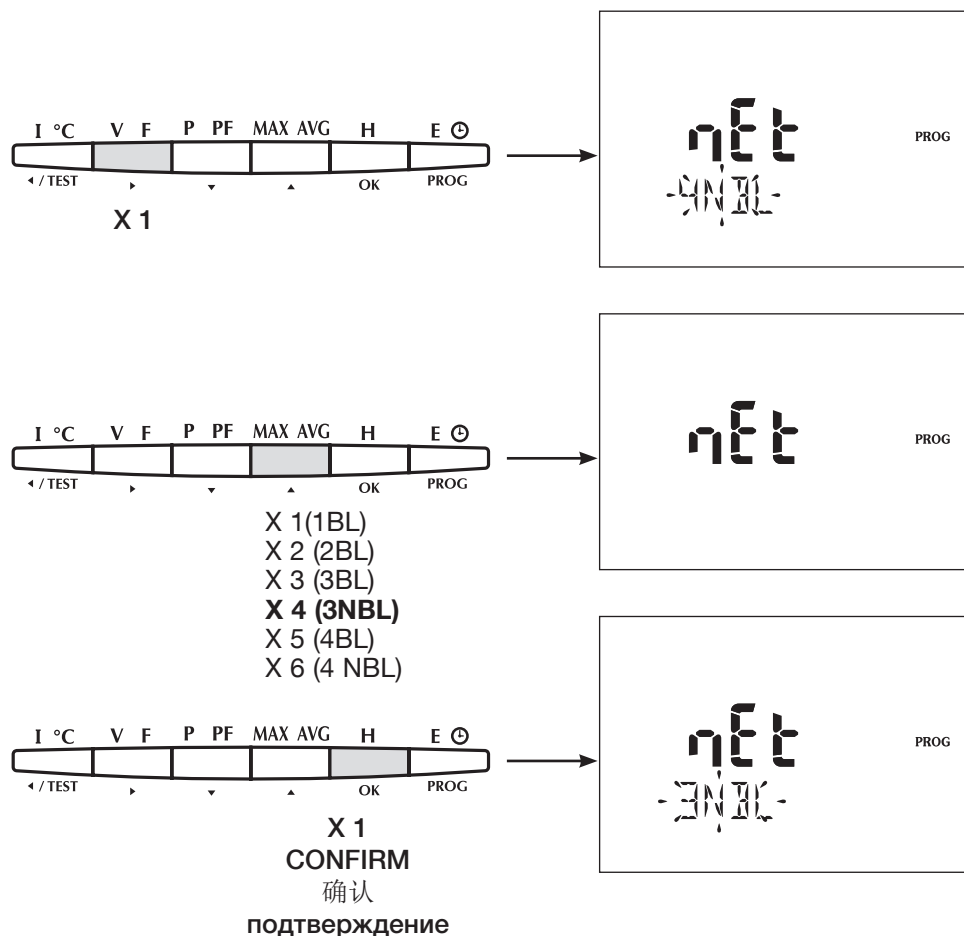 I °C V F P PF MAX AVG H E
/ TEST OK PROG
X 1
nEt
PROG
4NBL
I °C V F P PF MAX AVG H E
/ TEST OK PROG
X 1(1BL)
X 2 (2BL)
X 3 (3BL)
X 4 (3NBL)
X 5 (4BL)
X 6 (4 NBL)
nEt
PROG
I °C V F P PF MAX AVG H E
/ TEST OK PROG
X 1
CONFIRM
确认
подтверждение
nEt
PROG
3NBL